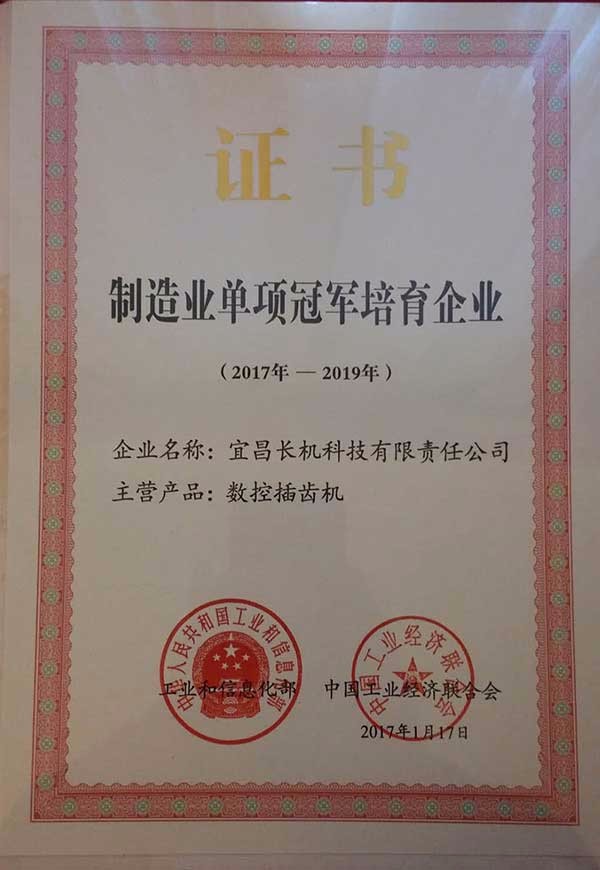 证书
制造业单项冠军培育企业
（2017年 — 2019年）
企业名称：宜昌长机科技有限责任公司
主营产品：数控插齿机
中华人民共和国工业和信息化部
中国工业经济联合会
工业和信息化部 中国工业经济联合会
2017年1月17日